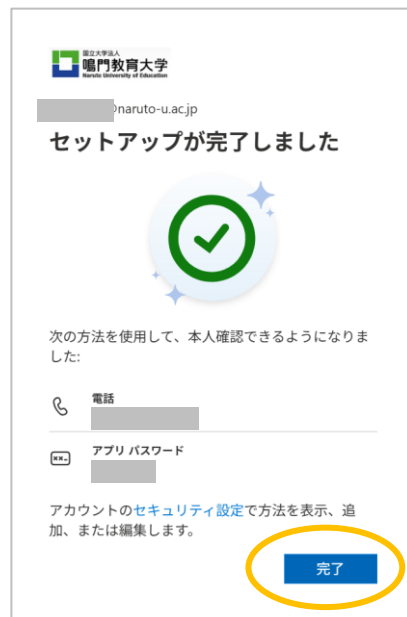 国立大学法人
鳴門教育大学
Naruto University of Education
@naruto-u.ac.jp
セットアップが完了しました
次の方法を使用して、本人確認できるようになりま
した:
電話
アプリ パスワード
アカウントのセキュリティ設定で方法を表示、追
加、または編集します。
完了